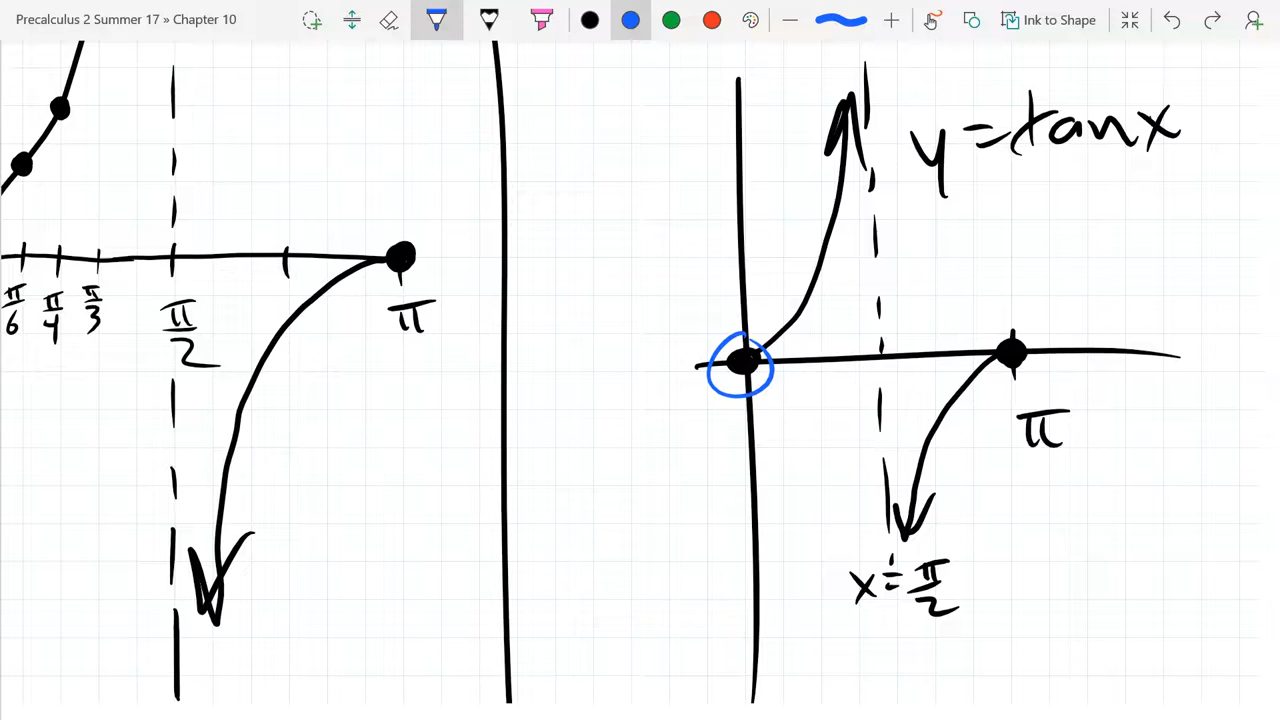 Precalculus 2 Summer 17 » Chapter 10
Ink to Shape
y = tan x
π/6 π/4 π/3 π/2 π
π
x = π/2